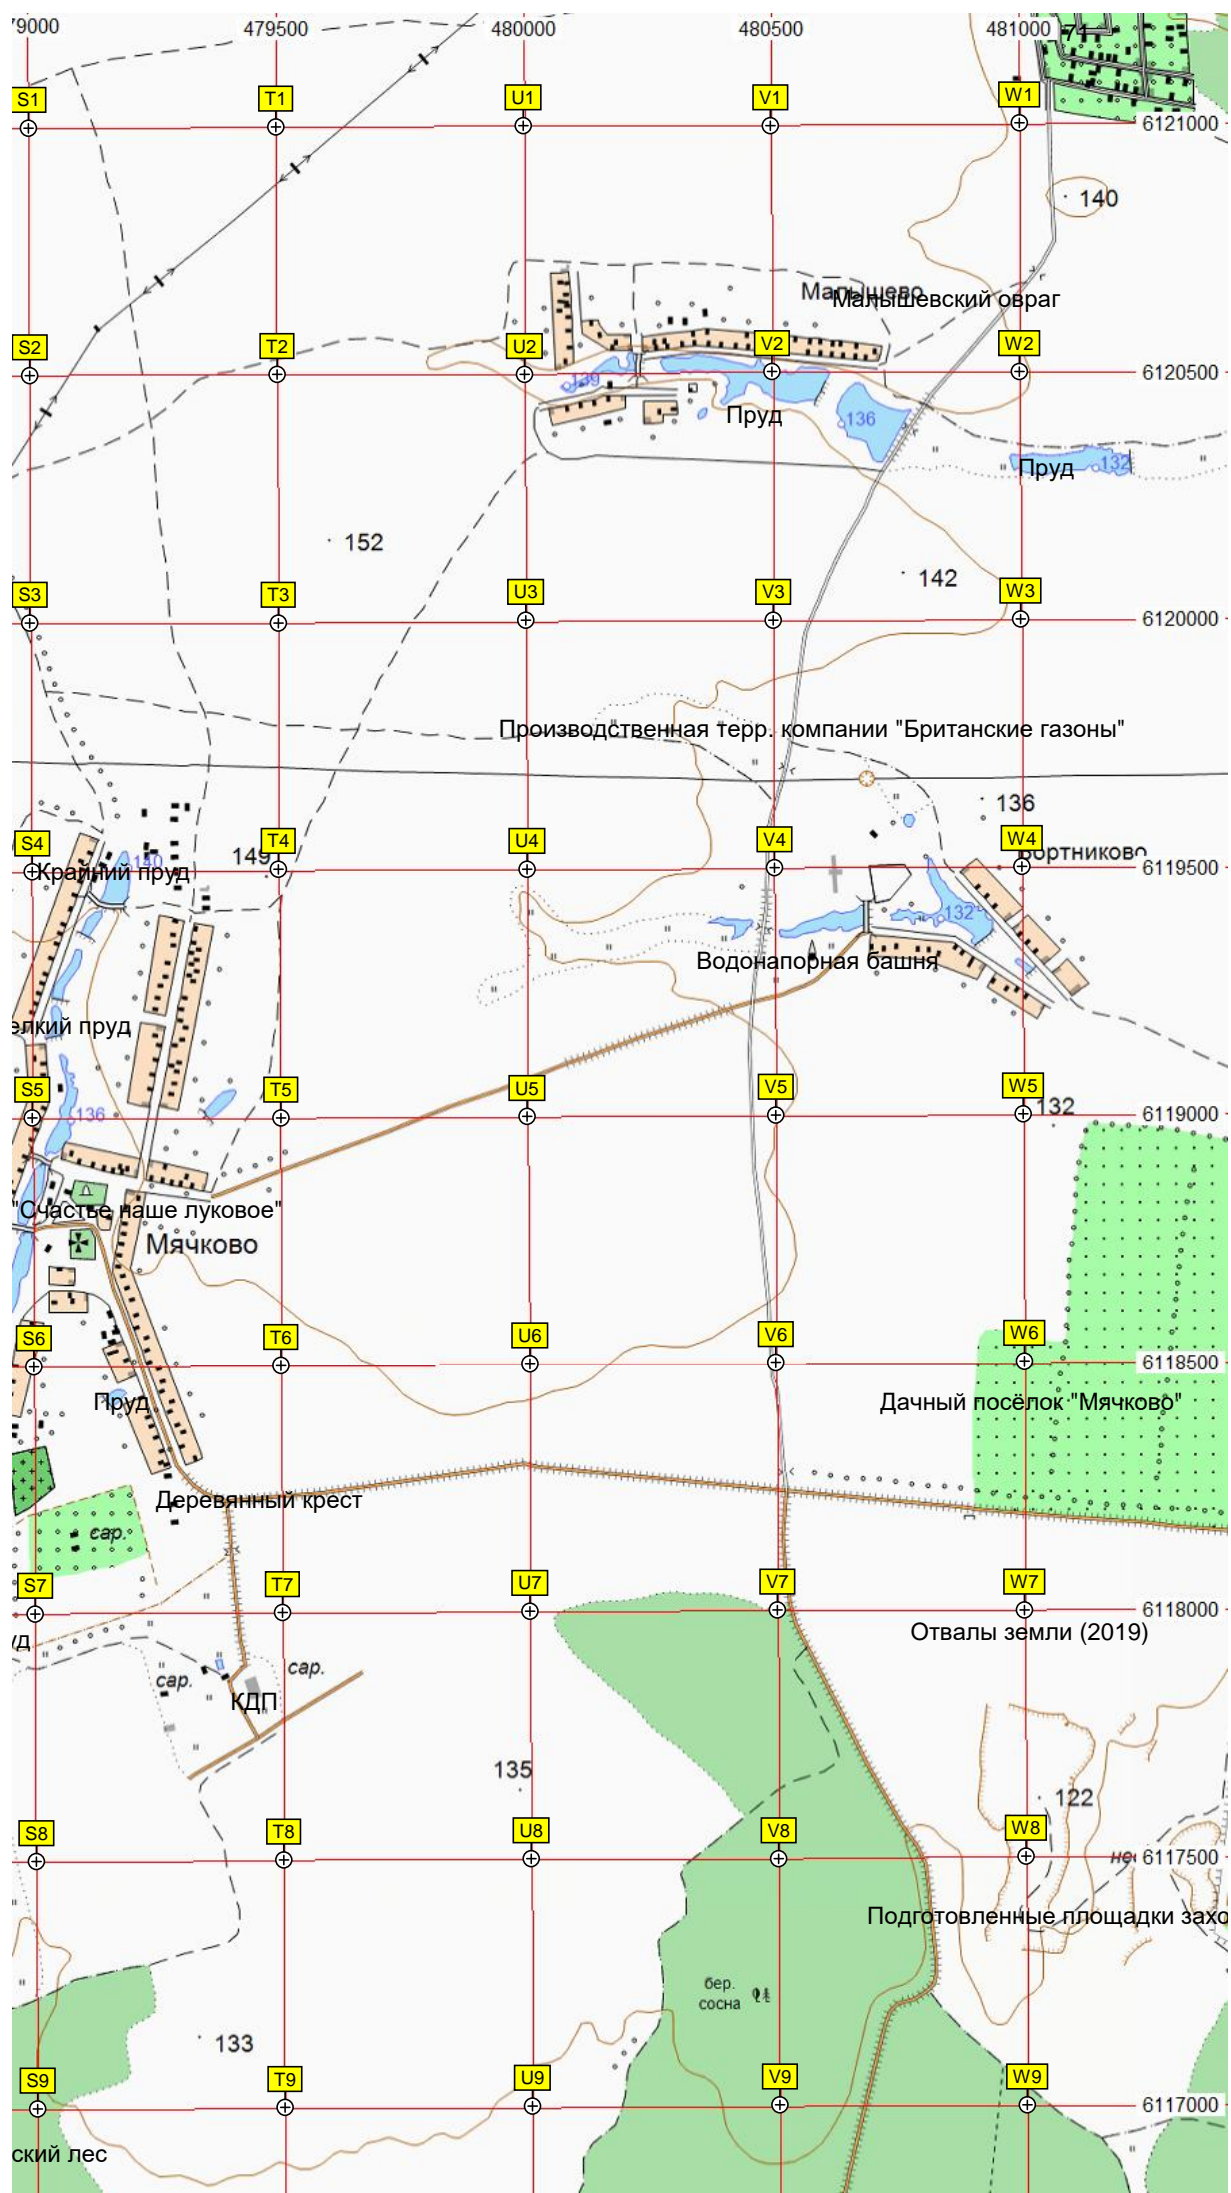 79000 479500 480000 480500 481000
71
S1 T1 U1 V1 W1
6121000
140
Малышево
Малышевский овраг
S2 T2 U2 V2 W2
6120500
139
Пруд
136
Пруд
132
152
142
S3 T3 U3 V3 W3
6120000
Производственная терр. компании "Британские газоны"
136
S4 T4 U4 V4 W4
149
140
Бортниково
6119500
Крайний пруд
132
Водонапорная башня
елкий пруд
S5 T5 U5 V5 W5
136
132
6119000
"Счастье наше луковое"
Мячково
S6 T6 U6 V6 W6
6118500
Пруд
Дачный посёлок "Мячково"
Деревянный крест
сар.
S7 T7 U7 V7 W7
6118000
уд
Отвалы земли (2019)
сар.
сар.
КДП
135
122
S8 T8 U8 V8 W8
6117500
Подготовленные площадки захо
бер.
сосна
133
S9 T9 U9 V9 W9
6117000
ский лес